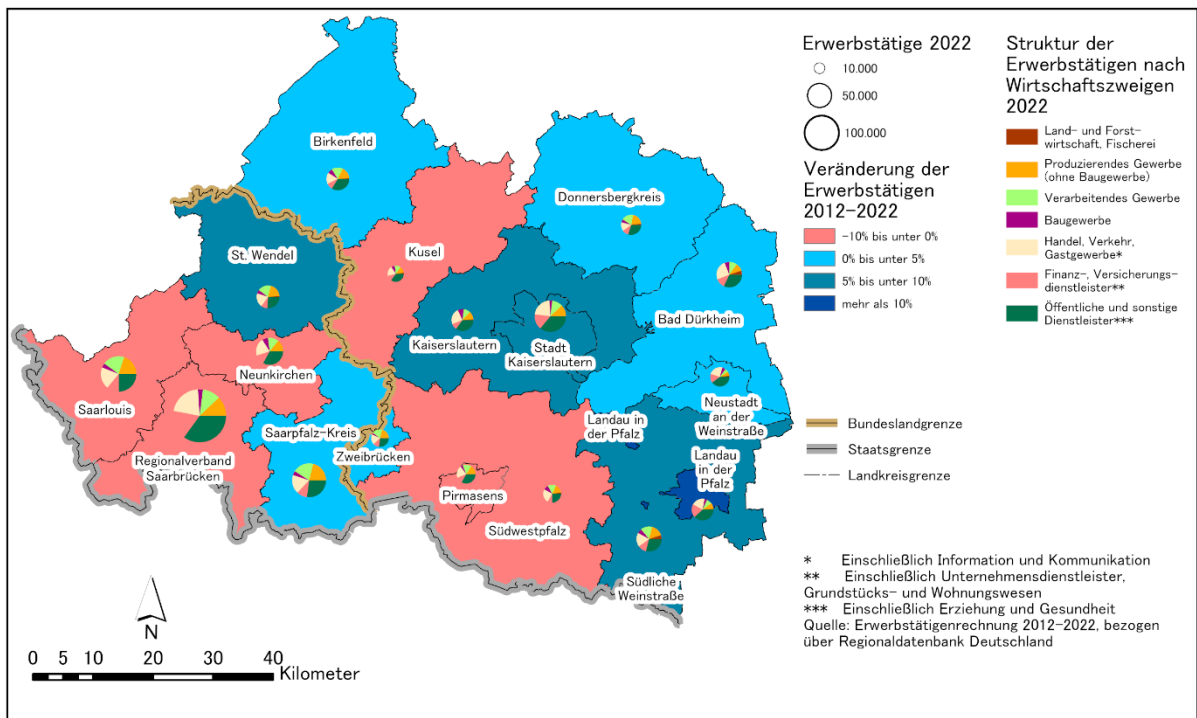 Birkenfeld
Donnersbergkreis
Kusel
St. Wendel
Bad Dürkheim
Kaiserslautern
Stadt
Kaiserslautern
Neunkirchen
Saarlouis
Neustadt
an der
Weinstraße
Landau in
der Pfalz
Saarpfalz-Kreis
Zweibrücken
Landau
in der
Pfalz
Regionalverband
Saarbrücken
Pirmasens
Südwestpfalz
Südliche
Weinstraße
N
0 5 10 20 30 40
Kilometer
Erwerbstätige 2022
10.000
50.000
100.000
Veränderung der
Erwerbstätigen
2012-2022
-10% bis unter 0%
0% bis unter 5%
5% bis unter 10%
mehr als 10%
Struktur der
Erwerbstätigen nach
Wirtschaftszweigen
2022
Land- und Forst-
wirtschaft, Fischerei
Produzierendes Gewerbe
(ohne Baugewerbe)
Verarbeitendes Gewerbe
Baugewerbe
Handel, Verkehr,
Gastgewerbe*
Finanz-, Versicherungs-
dienstleister**
Öffentliche und sonstige
Dienstleister***
Bundeslandgrenze
Staatsgrenze
Landkreisgrenze
* Einschließlich Information und Kommunikation
** Einschließlich Unternehmensdienstleister,
Grundstücks- und Wohnungswesen
*** Einschließlich Erziehung und Gesundheit
Quelle: Erwerbstätigenrechnung 2012-2022, bezogen
über Regionaldatenbank Deutschland